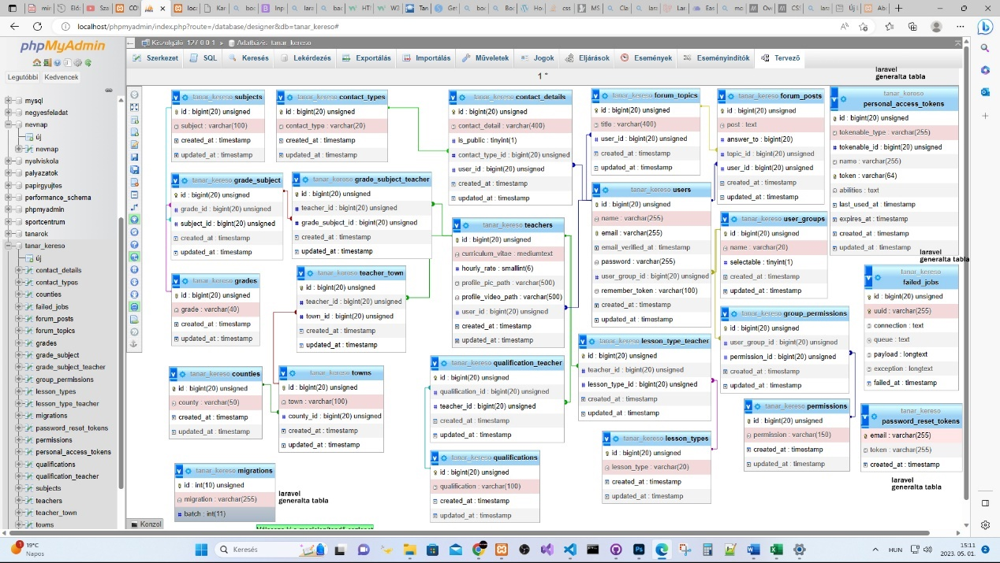 localhost/phpmyadmin/index.php?route=/database/designer&db=tanar_kereso#
phpMyAdmin
Legutóbbi Kedvencek
mysql
negyesfeladat
nevnap
új
nevnap
nyelviskola
palyazatok
papirgyujtes
performance_schema
phpmyadmin
sportcentrum
tanarok
tanar_kereso
új
contact_details
contact_types
counties
failed_jobs
forum_posts
forum_topics
grades
grade_subject
grade_subject_teacher
group_permissions
lesson_types
lesson_type_teacher
migrations
password_reset_tokens
permissions
personal_access_tokens
qualifications
qualification_teacher
subjects
teachers
teacher_town
towns
Kiszolgáló: 127.0.0.1 » Adatbázis: tanar_kereso
Szerkezet SQL Keresés Lekérdezés Exportálás Importálás Műveletek Jogok Eljárások Események Eseményindítók Tervező
laravel
generalta tabla
tanar_kereso subjects
id : bigint(20) unsigned
subject : varchar(100)
created_at : timestamp
updated_at : timestamp
tanar_kereso contact_types
id : bigint(20) unsigned
contact_type : varchar(20)
created_at : timestamp
updated_at : timestamp
tanar_kereso contact_details
id : bigint(20) unsigned
contact_detail : varchar(400)
is_public : tinyint(1)
contact_type_id : bigint(20) unsigned
user_id : bigint(20) unsigned
created_at : timestamp
updated_at : timestamp
tanar_kereso forum_topics
id : bigint(20) unsigned
title : varchar(400)
user_id : bigint(20) unsigned
created_at : timestamp
updated_at : timestamp
tanar_kereso forum_posts
id : bigint(20) unsigned
post : text
answer_to : bigint(20)
topic_id : bigint(20) unsigned
user_id : bigint(20) unsigned
created_at : timestamp
updated_at : timestamp
tanar_kereso
personal_access_tokens
id : bigint(20) unsigned
tokenable_type : varchar(255)
tokenable_id : bigint(20) unsigned
name : varchar(255)
token : varchar(64)
abilities : text
last_used_at : timestamp
expires_at : timestamp
created_at : timestamp
updated_at : timestamp
tanar_kereso grade_subject
id : bigint(20) unsigned
grade_id : bigint(20) unsigned
subject_id : bigint(20) unsigned
created_at : timestamp
updated_at : timestamp
tanar_kereso grade_subject_teacher
id : bigint(20) unsigned
teacher_id : bigint(20) unsigned
grade_subject_id : bigint(20) unsigned
created_at : timestamp
updated_at : timestamp
tanar_kereso teachers
id : bigint(20) unsigned
curriculum_vitae : mediumtext
hourly_rate : smallint(6)
profile_pic_path : varchar(500)
profile_video_path : varchar(500)
user_id : bigint(20) unsigned
created_at : timestamp
updated_at : timestamp
tanar_kereso users
id : bigint(20) unsigned
name : varchar(255)
email : varchar(255)
email_verified_at : timestamp
password : varchar(255)
user_group_id : bigint(20) unsigned
remember_token : varchar(100)
created_at : timestamp
updated_at : timestamp
tanar_kereso user_groups
id : bigint(20) unsigned
name : varchar(20)
selectable : tinyint(1)
created_at : timestamp
updated_at : timestamp
laravel
generalta tabla
tanar_kereso
failed_jobs
id : bigint(20) unsigned
uuid : varchar(255)
connection : text
queue : text
payload : longtext
exception : longtext
failed_at : timestamp
tanar_kereso grades
id : bigint(20) unsigned
grade : varchar(40)
created_at : timestamp
updated_at : timestamp
tanar_kereso teacher_town
id : bigint(20) unsigned
teacher_id : bigint(20) unsigned
town_id : bigint(20) unsigned
created_at : timestamp
updated_at : timestamp
tanar_kereso lesson_type_teacher
id : bigint(20) unsigned
teacher_id : bigint(20) unsigned
lesson_type_id : bigint(20) unsigned
created_at : timestamp
updated_at : timestamp
tanar_kereso group_permissions
id : bigint(20) unsigned
user_group_id : bigint(20) unsigned
permission_id : bigint(20) unsigned
created_at : timestamp
updated_at : timestamp
tanar_kereso counties
id : bigint(20) unsigned
county : varchar(50)
created_at : timestamp
updated_at : timestamp
tanar_kereso towns
id : bigint(20) unsigned
town : varchar(100)
county_id : bigint(20) unsigned
created_at : timestamp
updated_at : timestamp
tanar_kereso qualification_teacher
id : bigint(20) unsigned
qualification_id : bigint(20) unsigned
teacher_id : bigint(20) unsigned
created_at : timestamp
updated_at : timestamp
tanar_kereso permissions
id : bigint(20) unsigned
permission : varchar(150)
created_at : timestamp
updated_at : timestamp
tanar_kereso
password_reset_tokens
email : varchar(255)
token : varchar(255)
created_at : timestamp
laravel
generalta tabla
tanar_kereso lesson_types
id : bigint(20) unsigned
lesson_type : varchar(20)
created_at : timestamp
updated_at : timestamp
tanar_kereso qualifications
id : bigint(20) unsigned
qualification : varchar(100)
created_at : timestamp
updated_at : timestamp
tanar_kereso migrations
id : int(10) unsigned
migration : varchar(255)
batch : int(11)
laravel
generalta tabla
Konzol
19°C
Napos
Keresés
HUN
15:11
2023. 05. 01.